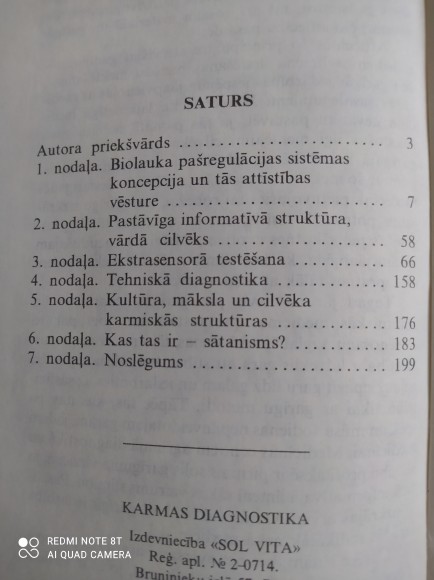 SATURS
Autora priekšvārds ........................ 3
1. nodaļa. Biolauka pašregulācijas sistēmas
koncepcija un tās attīstības
vēsture ........................ 7
2. nodaļa. Pastāvīga informatīvā struktūra,
vārdā cilvēks ................... 58
3. nodaļa. Ekstrasensorā testēšana ............ 66
4. nodaļa. Tehniskā diagnostika ............... 158
5. nodaļa. Kultūra, māksla un cilvēka
karmiskās struktūras ............ 176
6. nodaļa. Kas tas ir – sātanisms? ........... 183
7. nodaļa. Noslēgums ........................ 199
KARMAS DIAGNOSTIKA
Izdevniecība «SOL VITA»
Reģ. apl. № 2-0714.
REDMI NOTE 8T
AI QUAD CAMERA